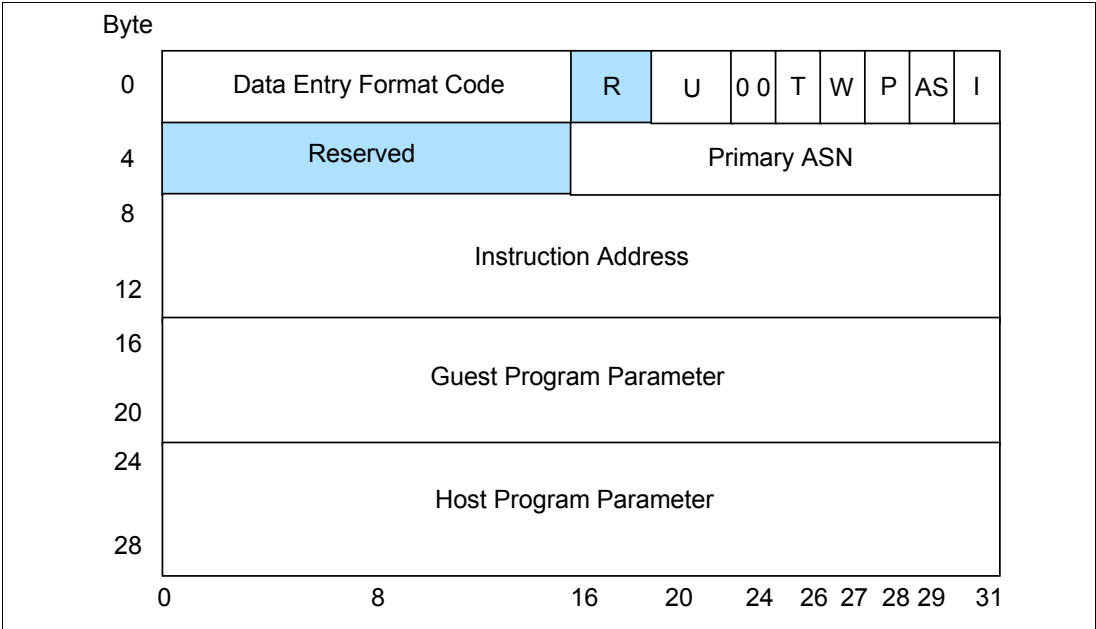 Byte
0 Data Entry Format Code R U 0 0 T W P AS I
4 Reserved Primary ASN
8
Instruction Address
12
16
Guest Program Parameter
20
24
Host Program Parameter
28
0 8 16 20 24 26 27 28 29 31